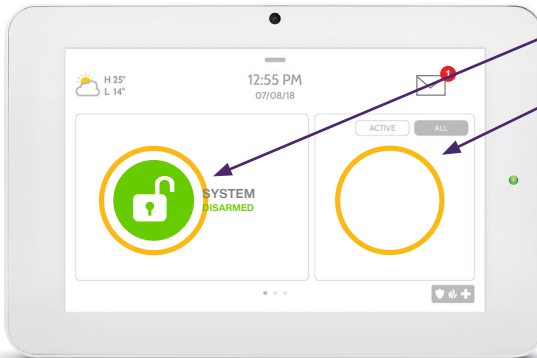 H 25°
L 14°
12:55 PM
07/08/18
1
ACTIVE
ALL
SYSTEM
DISARMED